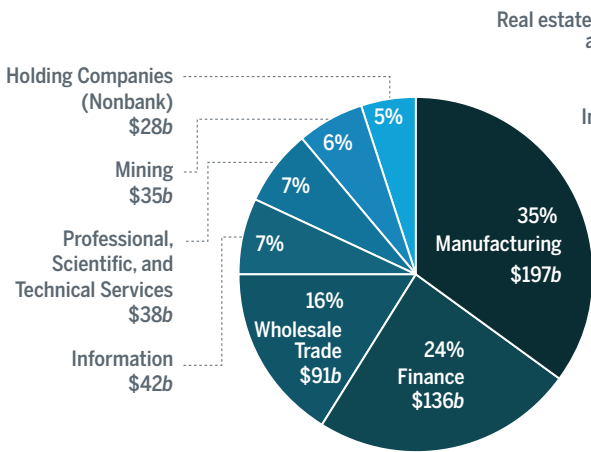 Real estate
a
In
Holding Companies
(Nonbank)
$28b
Mining
$35b
Professional,
Scientific, and
Technical Services
$38b
Information
$42b
5%
6%
7%
7%
35%
Manufacturing
$197b
16%
Wholesale
Trade
$91b
24%
Finance
$136b